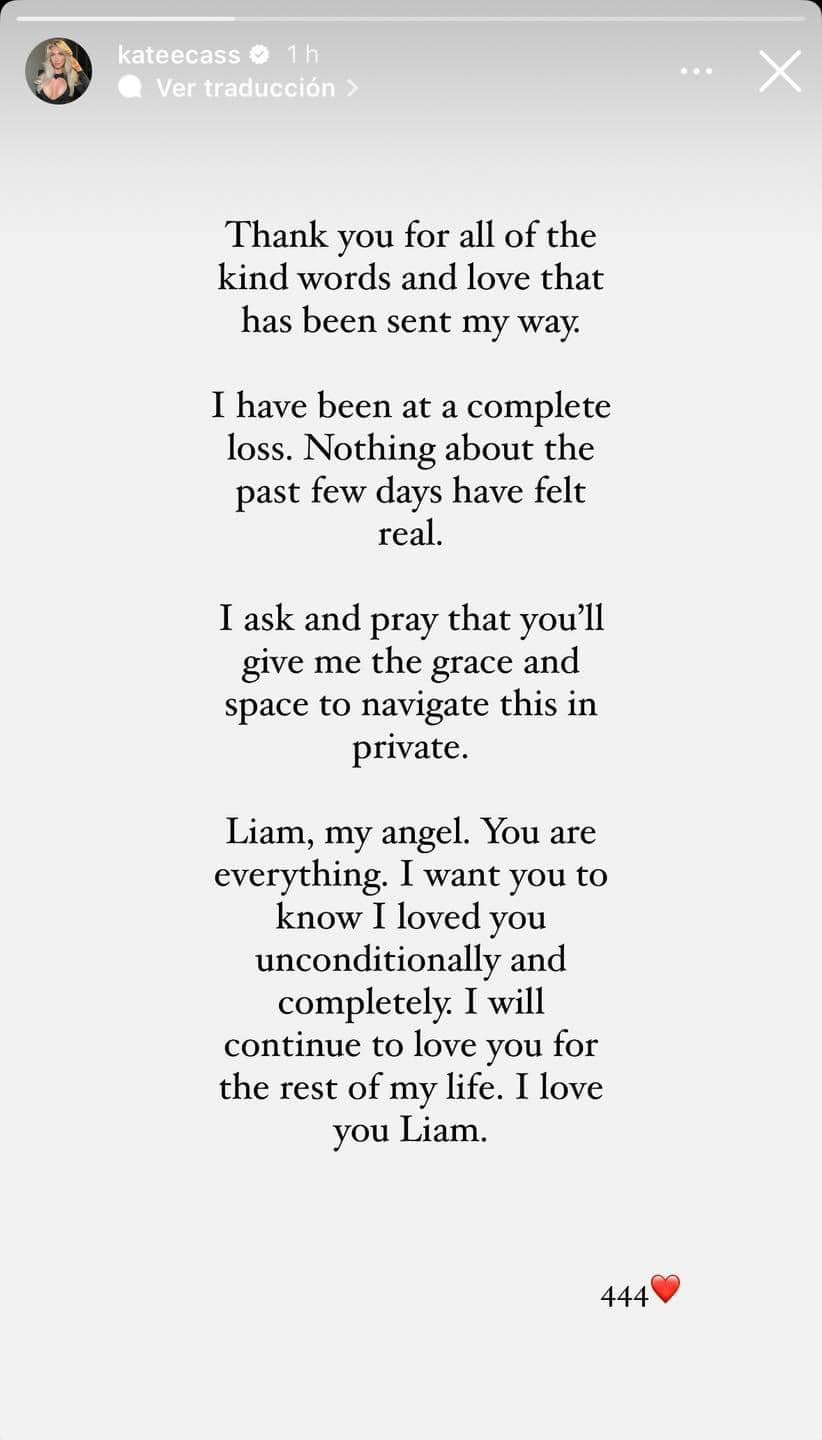 kateecass 1 h
Ver traducción >
Thank you for all of the
kind words and love that
has been sent my way.
I have been at a complete
loss. Nothing about the
past few days have felt
real.
I ask and pray that you’ll
give me the grace and
space to navigate this in
private.
Liam, my angel. You are
everything. I want you to
know I loved you
unconditionally and
completely. I will
continue to love you for
the rest of my life. I love
you Liam.
444❤️